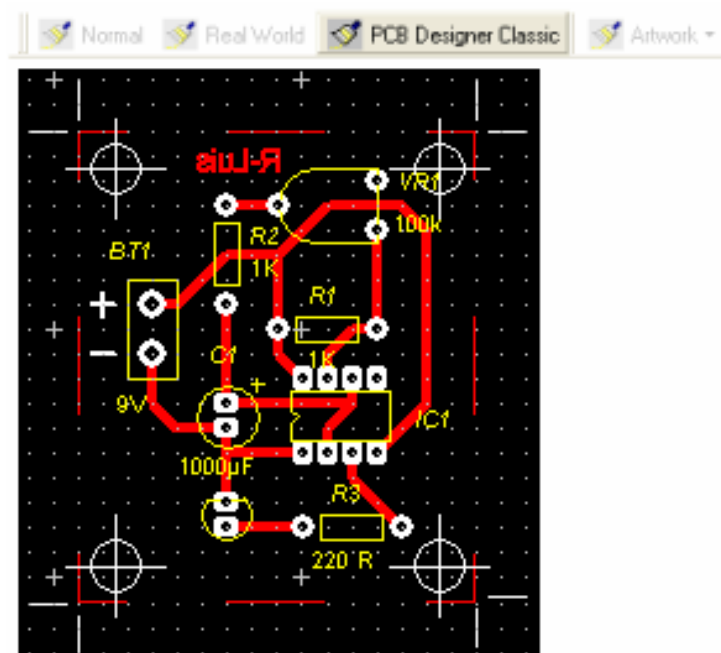 Normal Real World PCB Designer Classic Artwork
R-Luis
VR1
100k
R2
BT1
1K
R1
+
C1
1K
−
+
9V
IC1
1000µF
R3
220 R